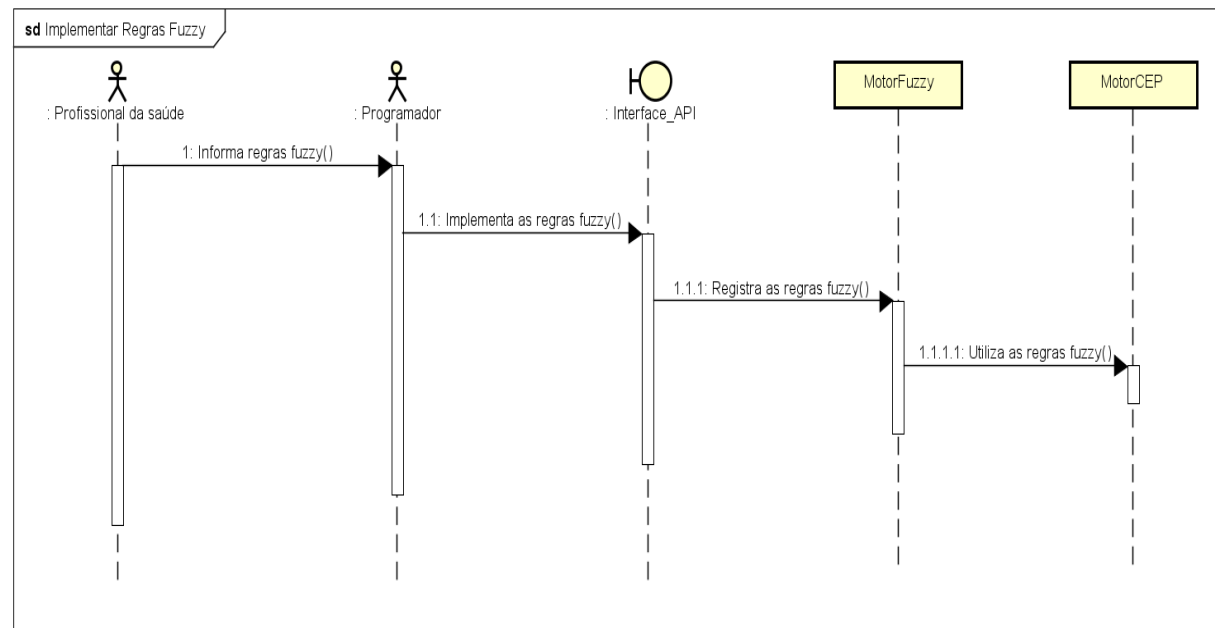 sd Implementar Regras Fuzzy
: Profissional da saúde
: Programador
: Interface_API
MotorFuzzy
MotorCEP
1: Informa regras fuzzy()
1.1: Implementa as regras fuzzy()
1.1.1: Registra as regras fuzzy()
1.1.1.1: Utiliza as regras fuzzy()